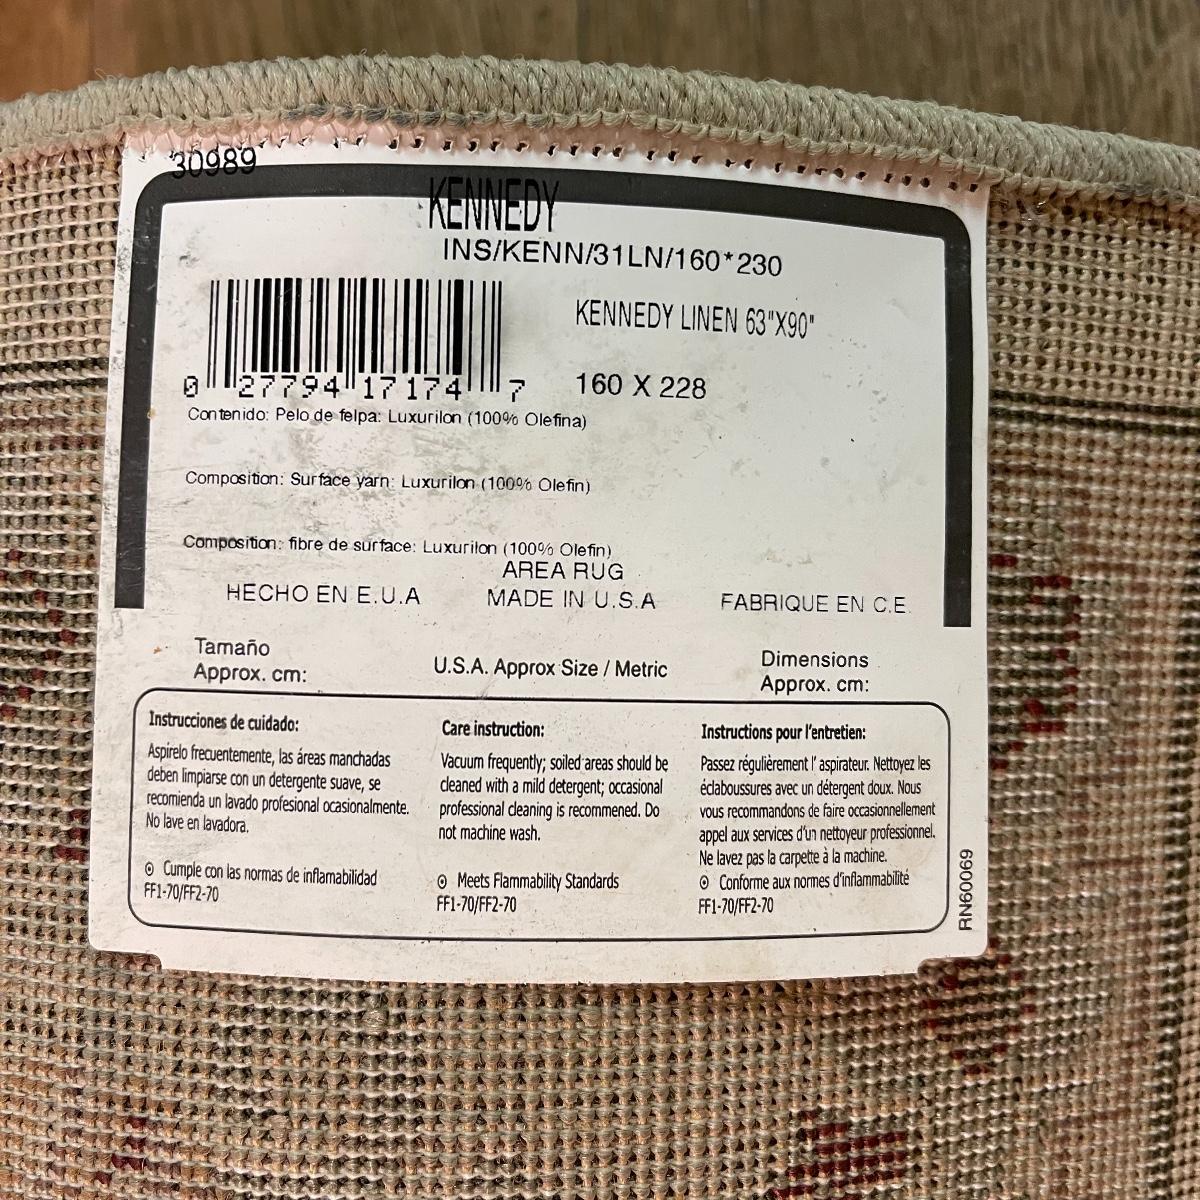 30989
KENNEDY
INS/KENN/31LN/160*230
KENNEDY LINEN 63"X90"
0 27794 17174 7
160 X 228
Contenido: Pelo de felpa: Luxurilon (100% Olefina)
Composition: Surface yarn: Luxurilon (100% Olefin)
Composition: fibre de surface: Luxurilon (100% Olefin)
AREA RUG
HECHO EN E.U.A MADE IN U.S.A FABRIQUE EN C.E.
Tamaño
Approx. cm:
U.S.A. Approx Size / Metric
Dimensions
Approx. cm:
Instrucciones de cuidado:
Aspírelo frecuentemente, las áreas manchadas
deben limpiarse con un detergente suave, se
recomienda un lavado profesional ocasionalmente.
No lave en lavadora.
Cumple con las normas de inflamabilidad
FF1-70/FF2-70
Care instruction:
Vacuum frequently; soiled areas should be
cleaned with a mild detergent; occasional
professional cleaning is recommened. Do
not machine wash.
Meets Flammability Standards
FF1-70/FF2-70
Instructions pour l'entretien:
Passez régulièrement l' aspirateur. Nettoyez les
éclaboussures avec un détergent doux. Nous
vous recommandons de faire occasionnellement
appel aux services d'un nettoyeur professionnel.
Ne lavez pas la carpette à la machine.
Conforme aux normes d'inflammabilité
FF1-70/FF2-70
RN60069